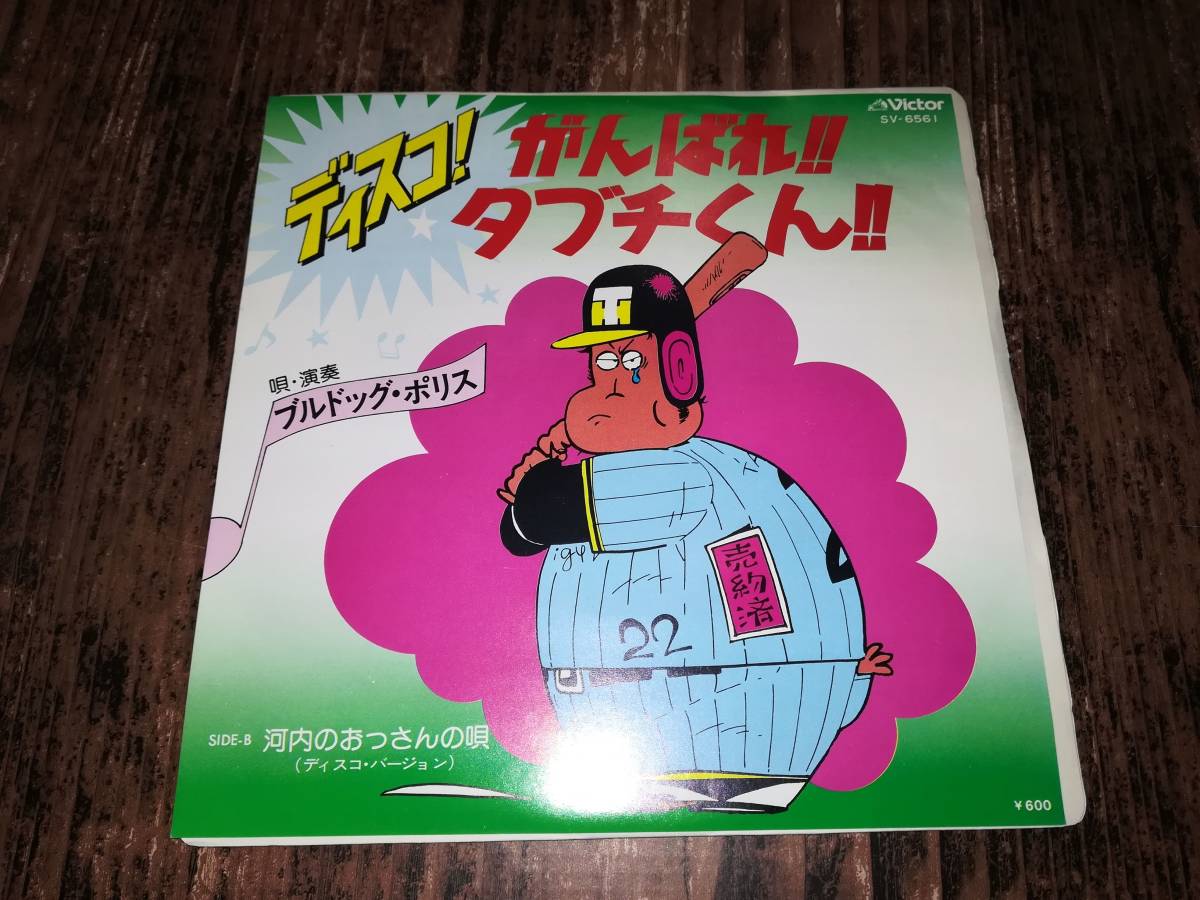 Victor
SV-6561
ディスコ!
がんばれ!!
タブチくん!!
TH
唄・演奏
ブルドッグ・ポリス
売約済
22
SIDE-B 河内のおっさんの唄
(ディスコ・バージョン)
¥600